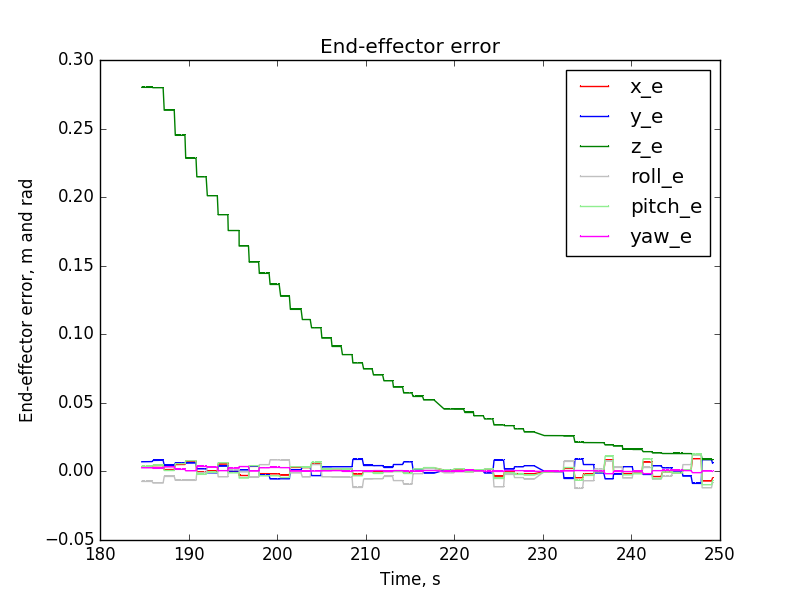 End-effector error
0.30
0.25
0.20
0.15
0.10
0.05
0.00
−0.05
End-effector error, m and rad
x_e
y_e
z_e
roll_e
pitch_e
yaw_e
180 190 200 210 220 230 240 250
Time, s